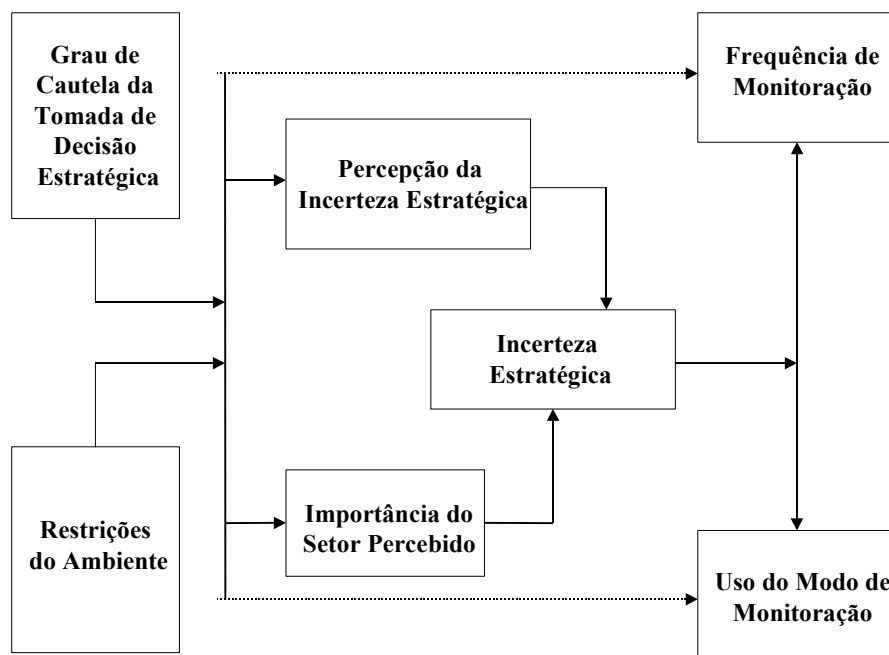 Grau de
Cautela da
Tomada de
Decisão
Estratégica
Frequência de
Monitoração
Percepção da
Incerteza Estratégica
Incerteza
Estratégica
Restrições
do Ambiente
Importância do
Setor Percebido
Uso do Modo de
Monitoração